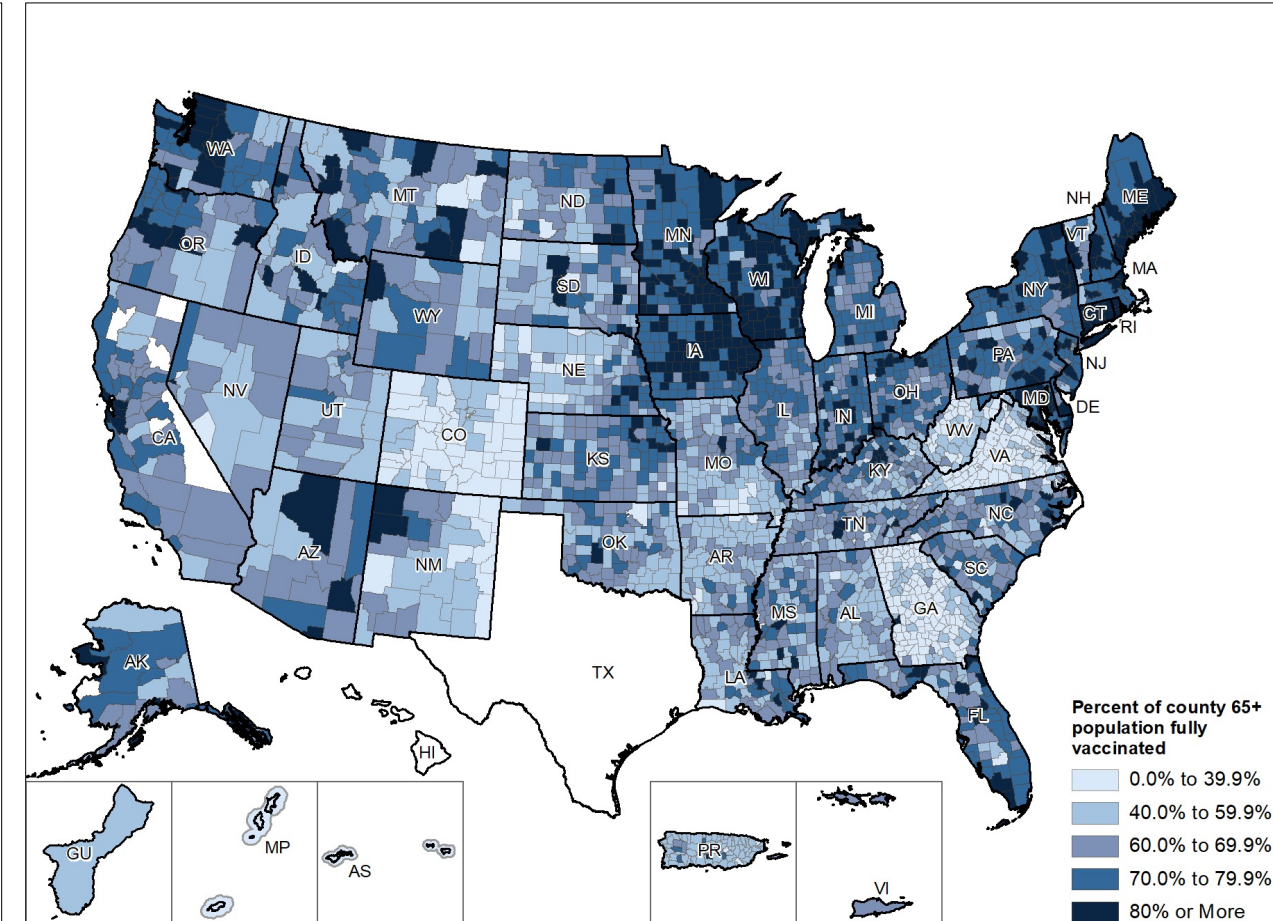 WA
MT
ND
MN
OR
ID
SD
WI
WY
MI
NH
VT
ME
NY
MA
CT
RI
IA
NE
PA
NJ
NV
UT
CO
IL
IN
OH
MD
DE
CA
KS
MO
WV
VA
KY
AZ
NM
OK
AR
TN
NC
SC
MS
AL
GA
TX
LA
FL
AK
HI
GU
MP
AS
PR
VI
Percent of county 65+
population fully
vaccinated
0.0% to 39.9%
40.0% to 59.9%
60.0% to 69.9%
70.0% to 79.9%
80% or More